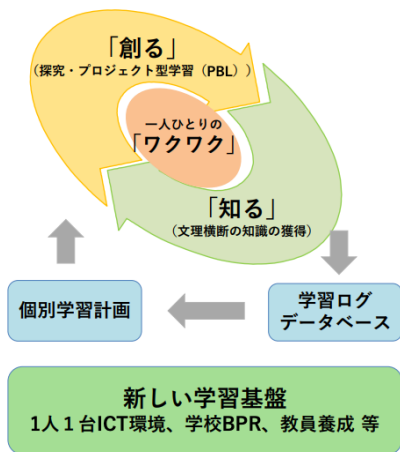 「創る」
(探究・プロジェクト型学習（PBL）)
一人ひとりの
「ワクワク」
「知る」
(文理横断の知識の獲得)
個別学習計画
学習ログ
データベース
新しい学習基盤
1人１台ICT環境、学校BPR、教員養成 等